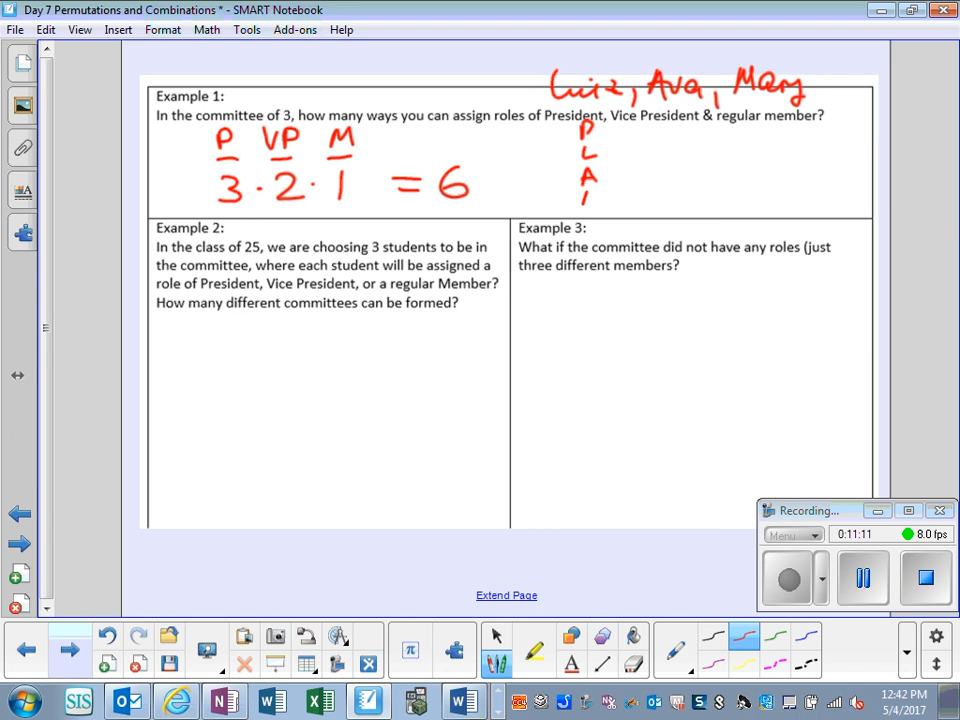 Day 7 Permutations and Combinations * - SMART Notebook
File Edit View Insert Format Math Tools Add-ons Help
Luiz, Ava, Mary
Example 1:
In the committee of 3, how many ways you can assign roles of President, Vice President & regular member?
P VP M
3 · 2 · 1 = 6
P
L
A
Example 2:
In the class of 25, we are choosing 3 students to be in
the committee, where each student will be assigned a
role of President, Vice President, or a regular Member?
How many different committees can be formed?
Example 3:
What if the committee did not have any roles (just
three different members?
Recording...
Menu 0:11:11 8.0 fps
Extend Page
π A
SIS
12:42 PM
5/4/2017